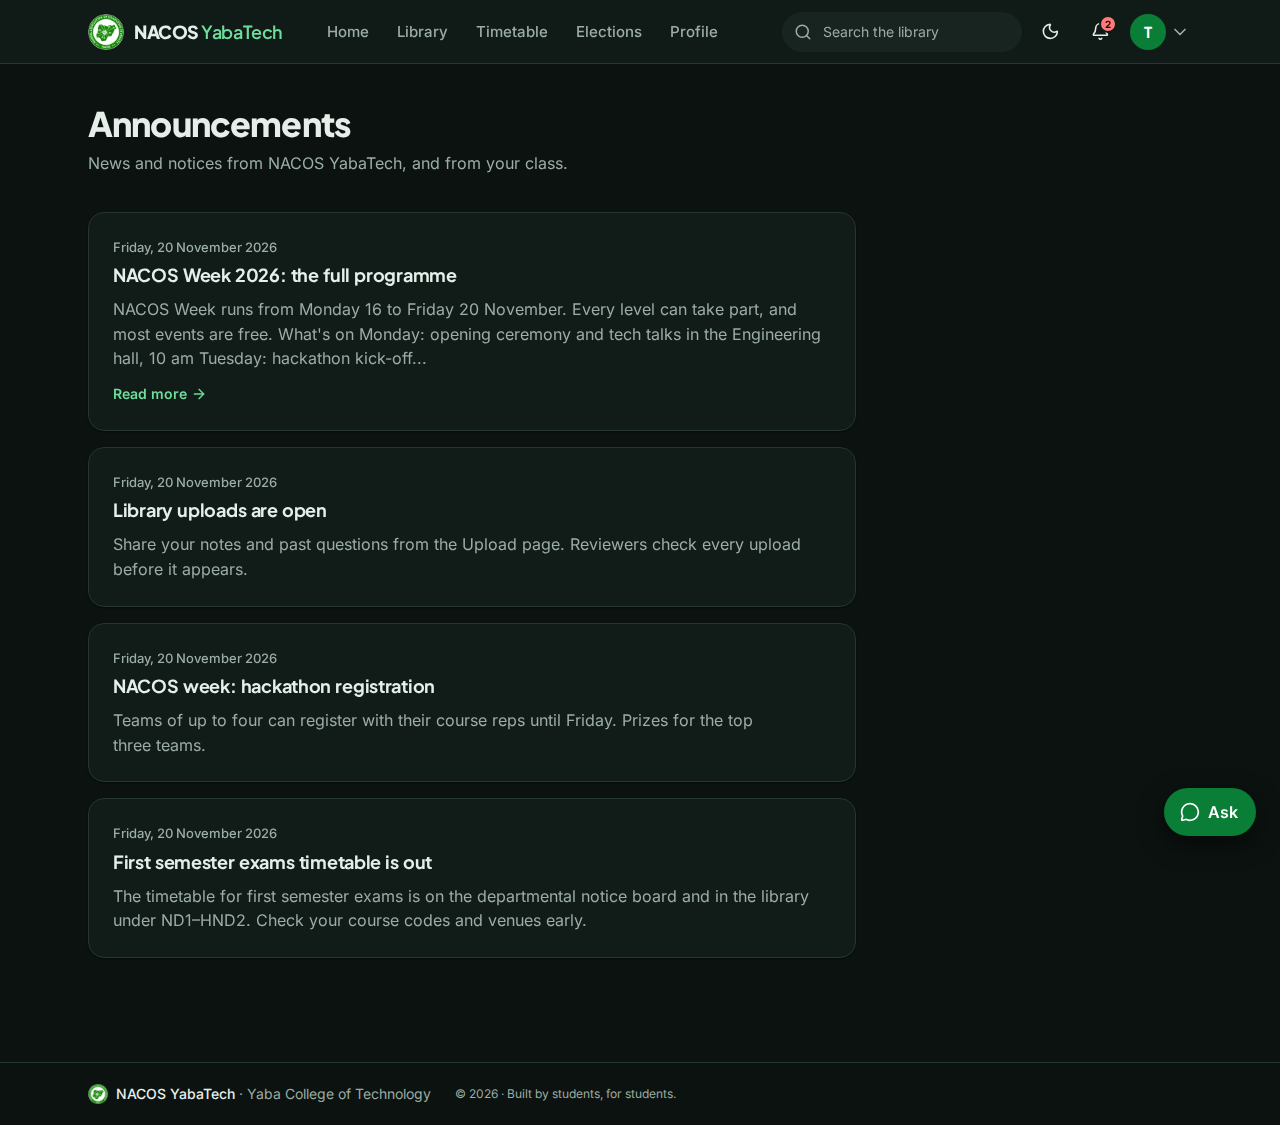 NACOS YabaTech
Home
Library
Timetable
Elections
Profile
Search the library
2
T
Announcements
News and notices from NACOS YabaTech, and from your class.
Friday, 20 November 2026
NACOS Week 2026: the full programme
NACOS Week runs from Monday 16 to Friday 20 November. Every level can take part, and
most events are free. What's on Monday: opening ceremony and tech talks in the Engineering
hall, 10 am Tuesday: hackathon kick-off...
Read more →
Friday, 20 November 2026
Library uploads are open
Share your notes and past questions from the Upload page. Reviewers check every upload
before it appears.
Friday, 20 November 2026
NACOS week: hackathon registration
Teams of up to four can register with their course reps until Friday. Prizes for the top
three teams.
Friday, 20 November 2026
First semester exams timetable is out
The timetable for first semester exams is on the departmental notice board and in the library
under ND1–HND2. Check your course codes and venues early.
Ask
NACOS YabaTech · Yaba College of Technology
© 2026 · Built by students, for students.